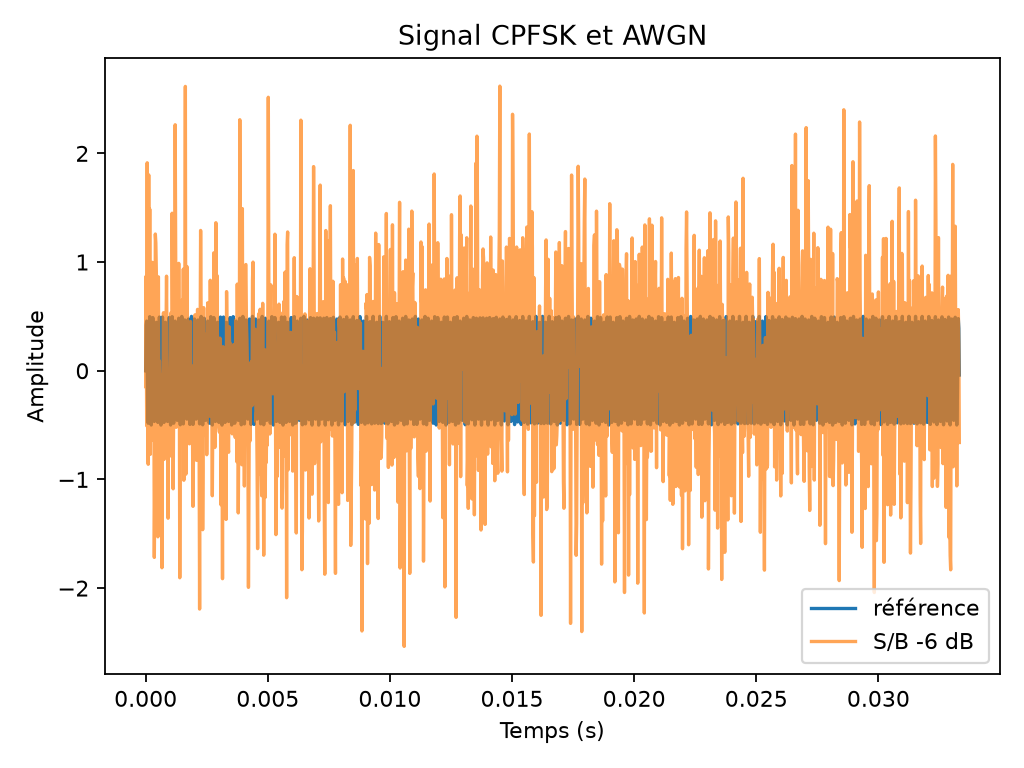 Signal CPFSK et AWGN
Amplitude
2
1
0
−1
−2
0.000 0.005 0.010 0.015 0.020 0.025 0.030
Temps (s)
référence
S/B -6 dB